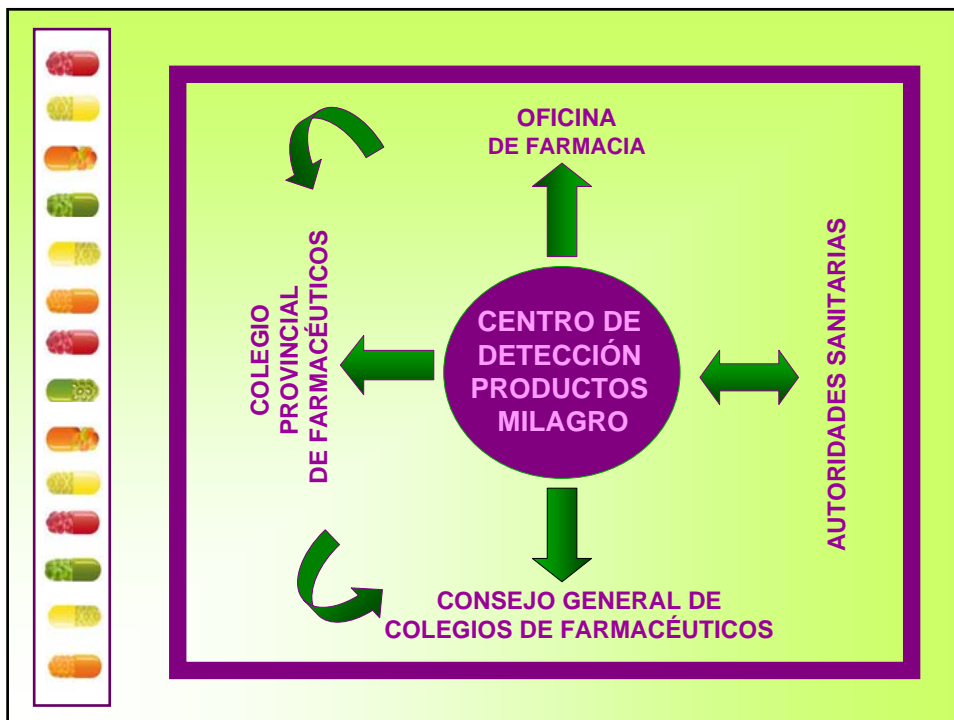 OFICINA
DE FARMACIA
COLEGIO
PROVINCIAL
DE FARMACÉUTICOS
CENTRO DE
DETECCIÓN
PRODUCTOS
MILAGRO
AUTORIDADES SANITARIAS
CONSEJO GENERAL DE
COLEGIOS DE FARMACÉUTICOS